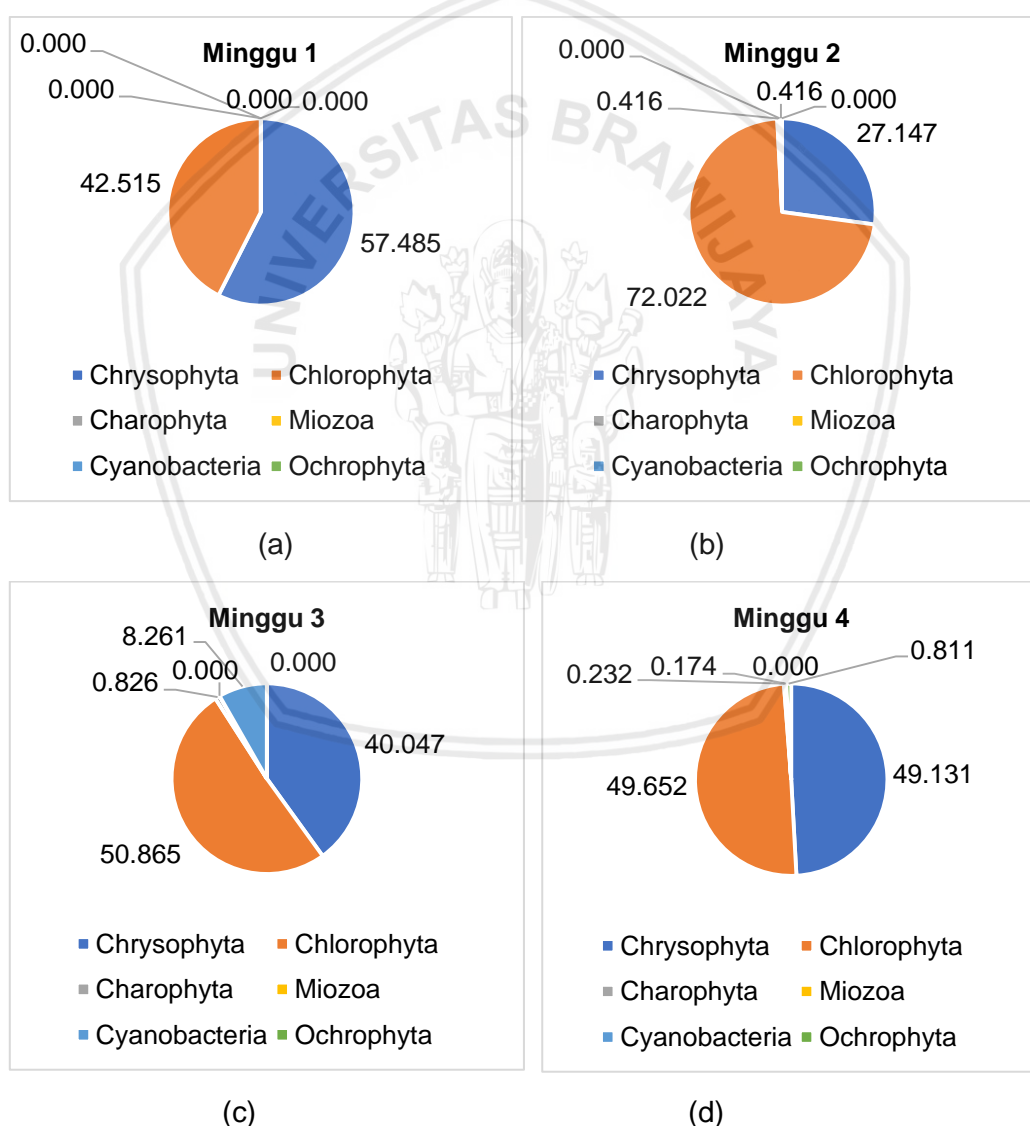 Minggu 1
0.000
0.000
0.000
0.000
42.515
57.485
Chrysophyta Chlorophyta
Charophyta Miozoa
Cyanobacteria Ochrophyta
(a)
Minggu 2
0.000
0.416
0.416
0.000
27.147
72.022
Chrysophyta Chlorophyta
Charophyta Miozoa
Cyanobacteria Ochrophyta
(b)
Minggu 3
8.261
0.000
0.000
0.826
40.047
50.865
Chrysophyta Chlorophyta
Charophyta Miozoa
Cyanobacteria Ochrophyta
(c)
Minggu 4
0.811
0.232
0.174
0.000
49.652
49.131
Chrysophyta Chlorophyta
Charophyta Miozoa
Cyanobacteria Ochrophyta
(d)
UNIVERSITAS BRAWIJAYA